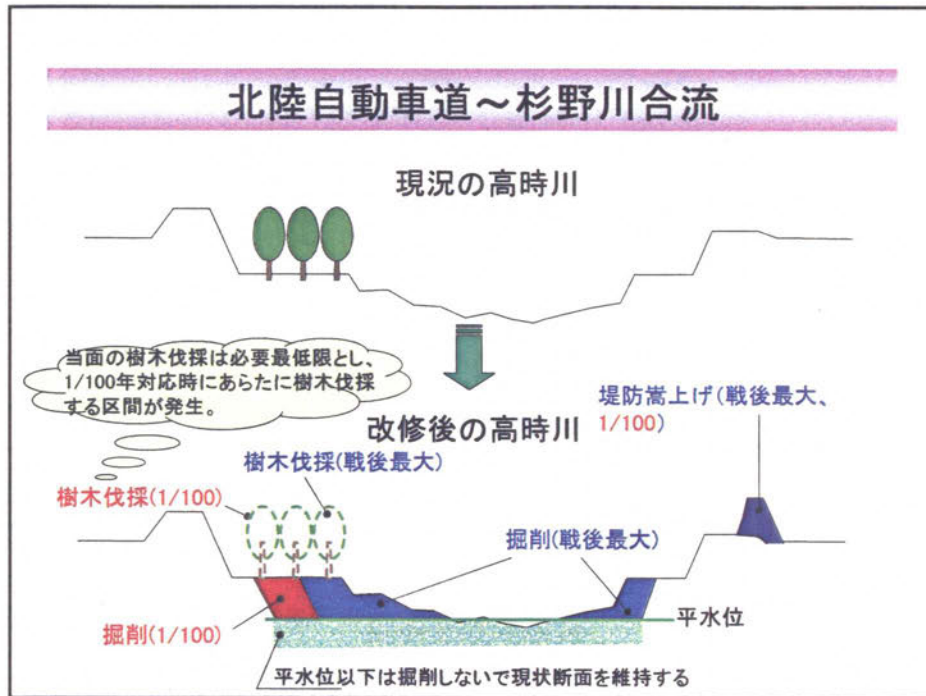 北陸自動車道～杉野川合流
現況の高時川
当面の樹木伐採は必要最低限とし、
1/100年対応時にあらたに樹木伐採
する区間が発生。
堤防嵩上げ(戦後最大、
1/100)
改修後の高時川
樹木伐採(戦後最大)
樹木伐採(1/100)
掘削(戦後最大)
掘削(1/100)
平水位
平水位以下は掘削しないで現状断面を維持する